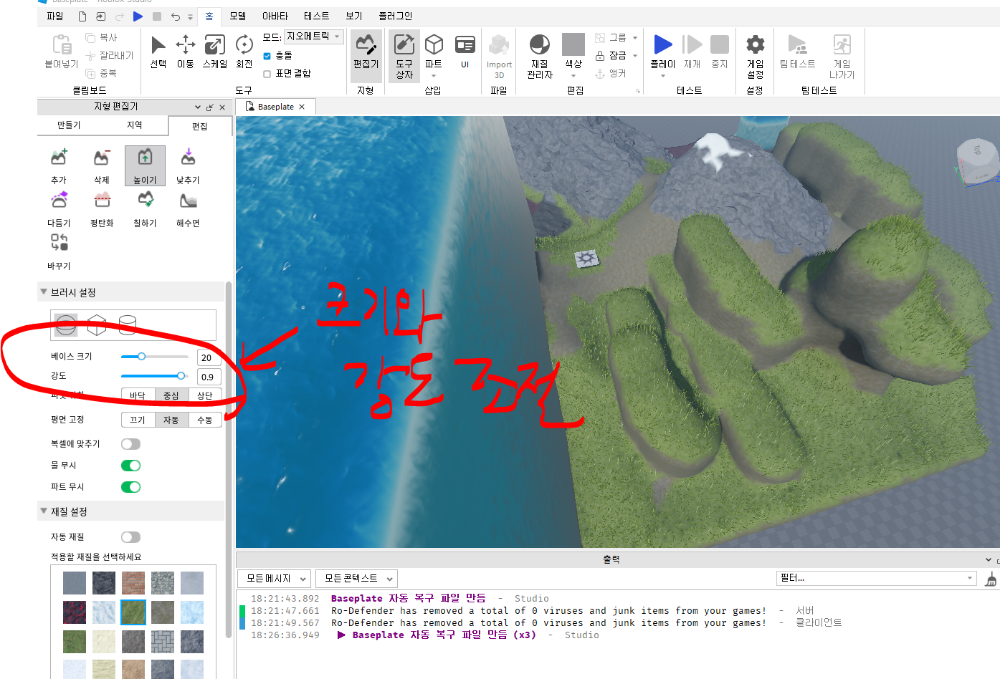 Baseplate - Roblox Studio
파일 홈 모델 아바타 테스트 보기 플러그인
붙여넣기 복사 잘라내기 중복
클립보드
선택 이동 스케일 회전
모드: 지오메트릭
충돌
표면 결합
도구
편집기
지형
도구 상자 파트 UI
삽입
Import 3D
파일
재질 관리자 색상 그룹 잠금 앵커
편집
플레이 재개 중지
테스트
게임 설정
설정
팀 테스트 게임 나가기
팀 테스트
지형 편집기
만들기 지역 편집
추가 삭제 높이기 낮추기
다듬기 평탄화 칠하기 해수면
바꾸기
브러시 설정
베이스 크기 20
강도 0.9
바닥 중심 상단
평면 고정 끄기 자동 수동
복셀에 맞추기
물 무시
파트 무시
재질 설정
자동 재질
적용할 재질을 선택하세요
Baseplate
크기와
강도 조절
TOP
Y
Z
출력
모든 메시지 모든 콘텍스트 필터...
18:21:43.892 Baseplate 자동 복구 파일 만듬 - Studio
18:21:47.661 Ro-Defender has removed a total of 0 viruses and junk items from your games! - 서버
18:21:49.567 Ro-Defender has removed a total of 0 viruses and junk items from your games! - 클라이언트
18:26:36.949 ▶ Baseplate 자동 복구 파일 만듬 (x3) - Studio